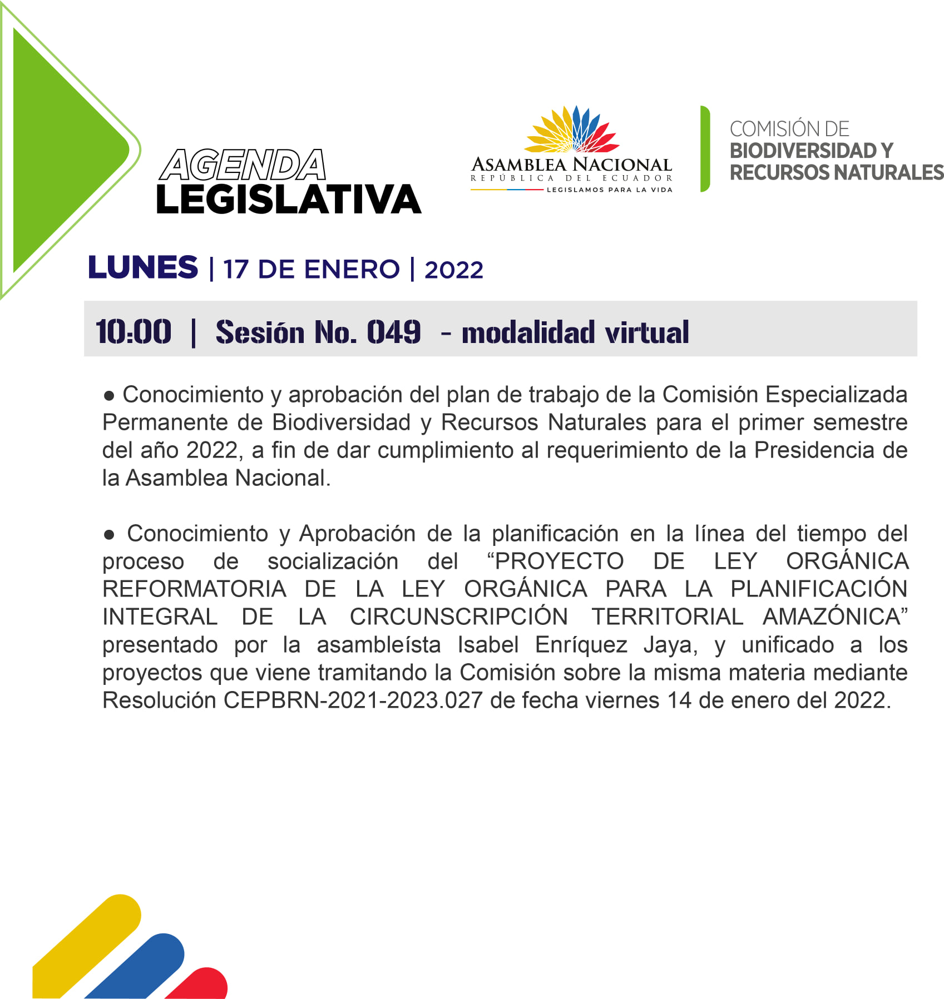 AGENDA
LEGISLATIVA
ASAMBLEA NACIONAL
REPÚBLICA DEL ECUADOR
LEGISLAMOS PARA LA VIDA
COMISIÓN DE
BIODIVERSIDAD Y
RECURSOS NATURALES
LUNES | 17 DE ENERO | 2022
10:00 | Sesión No. 049 - modalidad virtual
● Conocimiento y aprobación del plan de trabajo de la Comisión Especializada
Permanente de Biodiversidad y Recursos Naturales para el primer semestre
del año 2022, a fin de dar cumplimiento al requerimiento de la Presidencia de
la Asamblea Nacional.
● Conocimiento y Aprobación de la planificación en la línea del tiempo del
proceso de socialización del “PROYECTO DE LEY ORGÁNICA
REFORMATORIA DE LA LEY ORGÁNICA PARA LA PLANIFICACIÓN
INTEGRAL DE LA CIRCUNSCRIPCIÓN TERRITORIAL AMAZÓNICA”
presentado por la asambleísta Isabel Enríquez Jaya, y unificado a los
proyectos que viene tramitando la Comisión sobre la misma materia mediante
Resolución CEPBRN-2021-2023.027 de fecha viernes 14 de enero del 2022.